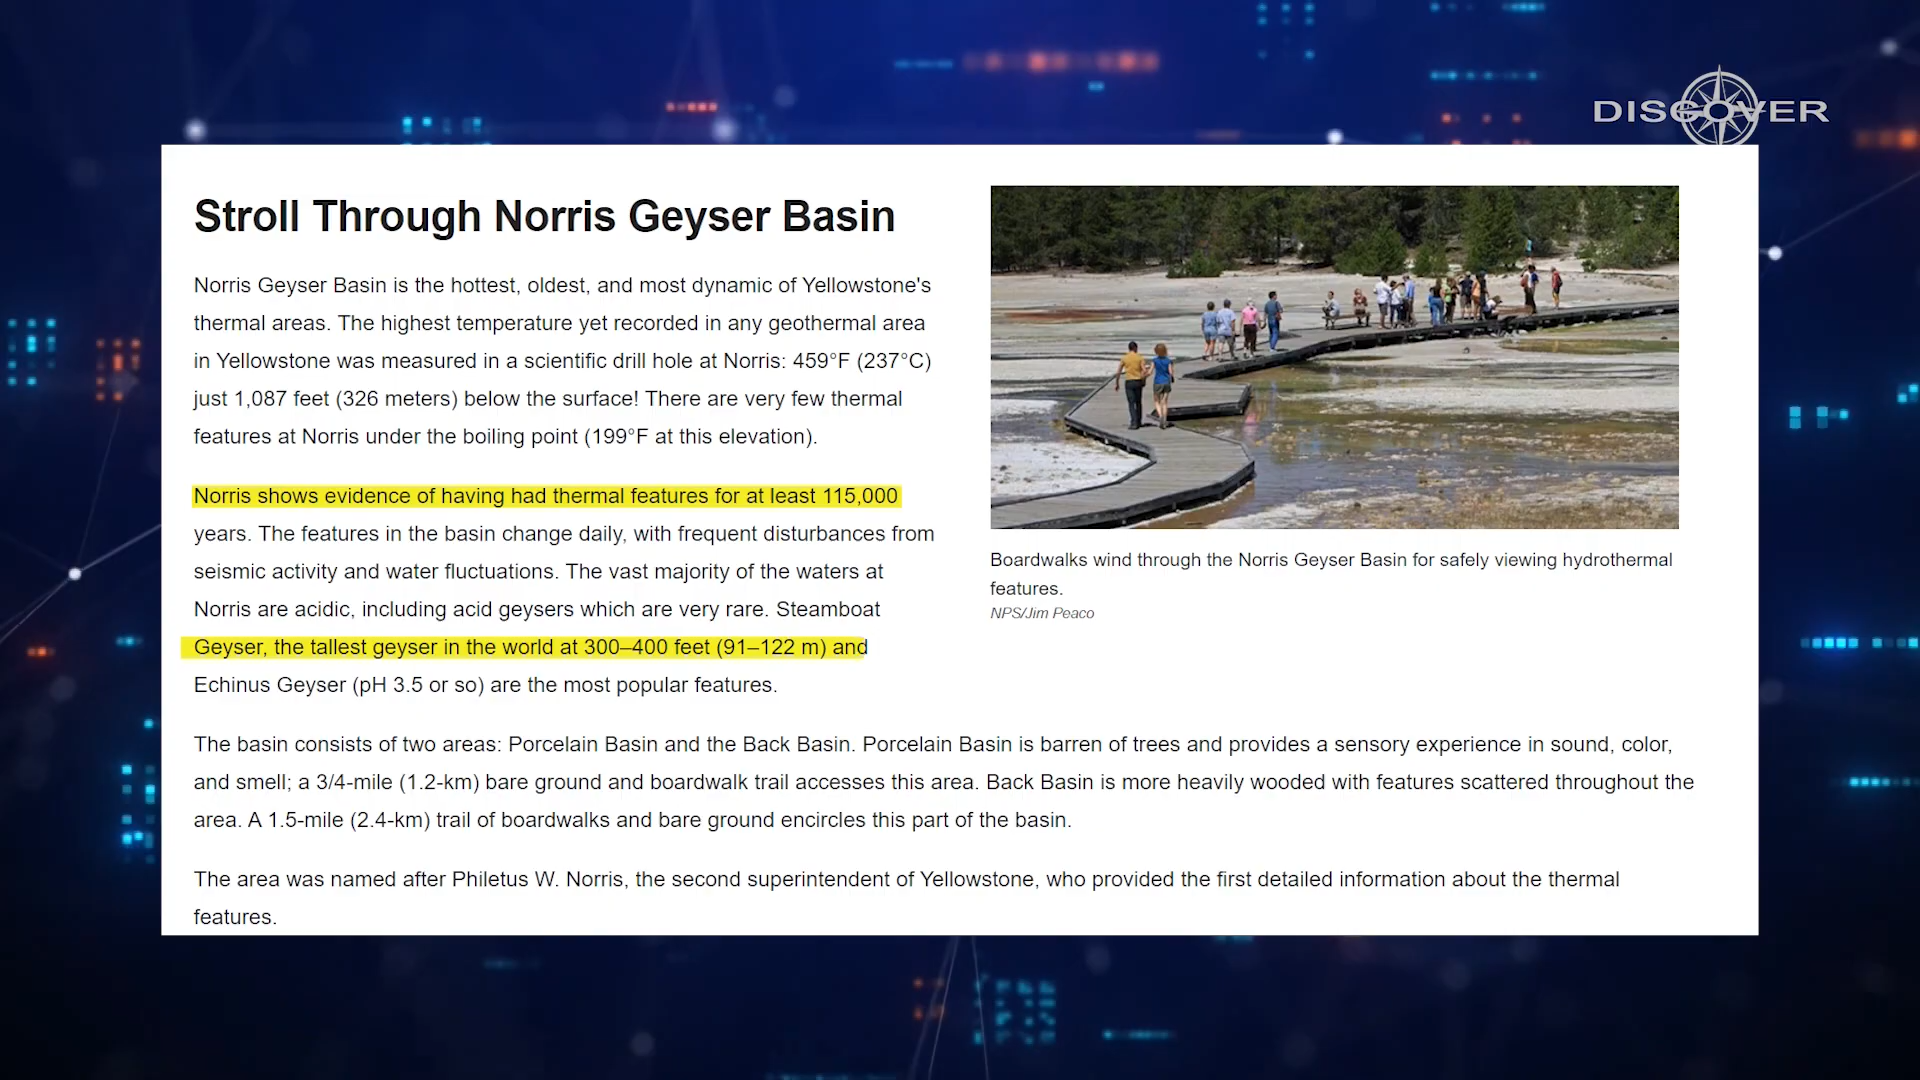 DISCOVER
Stroll Through Norris Geyser Basin
Norris Geyser Basin is the hottest, oldest, and most dynamic of Yellowstone's
thermal areas. The highest temperature yet recorded in any geothermal area
in Yellowstone was measured in a scientific drill hole at Norris: 459°F (237°C)
just 1,087 feet (326 meters) below the surface! There are very few thermal
features at Norris under the boiling point (199°F at this elevation).
Norris shows evidence of having had thermal features for at least 115,000
years. The features in the basin change daily, with frequent disturbances from
seismic activity and water fluctuations. The vast majority of the waters at
Norris are acidic, including acid geysers which are very rare. Steamboat
Geyser, the tallest geyser in the world at 300–400 feet (91–122 m) and
Echinus Geyser (pH 3.5 or so) are the most popular features.
Boardwalks wind through the Norris Geyser Basin for safely viewing hydrothermal
features.
NPS/Jim Peaco
The basin consists of two areas: Porcelain Basin and the Back Basin. Porcelain Basin is barren of trees and provides a sensory experience in sound, color,
and smell; a 3/4-mile (1.2-km) bare ground and boardwalk trail accesses this area. Back Basin is more heavily wooded with features scattered throughout the
area. A 1.5-mile (2.4-km) trail of boardwalks and bare ground encircles this part of the basin.
The area was named after Philetus W. Norris, the second superintendent of Yellowstone, who provided the first detailed information about the thermal
features.